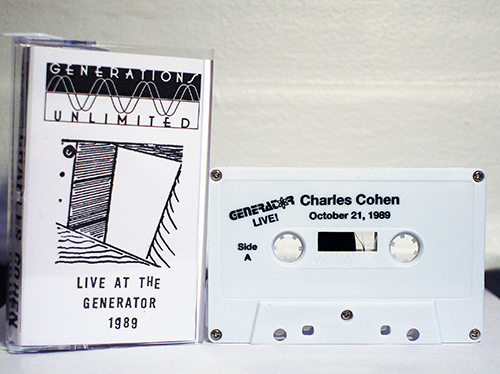 GENERATIONS
UNLIMITED
LIVE AT THE
GENERATOR
1989
CHARLES COHEN
GENERATOR
LIVE!
Charles Cohen
October 21, 1989
Side
A